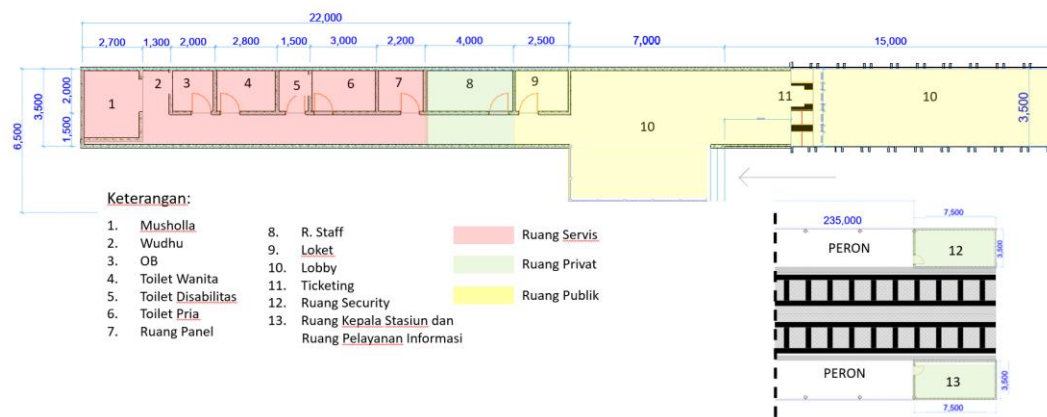 22,000
2,700 1,300 2,000 2,800 1,500 3,000 2,200 4,000 2,500 7,000 15,000
6,500 3,500 2,000 1,500
1 2 3 4 5 6 7 8 9 10 11 10 3,500
Keterangan:
1. Musholla
2. Wudhu
3. OB
4. Toilet Wanita
5. Toilet Disabilitas
6. Toilet Pria
7. Ruang Panel
8. R. Staff
9. Loket
10. Lobby
11. Ticketing
12. Ruang Security
13. Ruang Kepala Stasiun dan
Ruang Pelayanan Informasi
Ruang Servis
Ruang Privat
Ruang Publik
235,000 7,500
PERON 12 3,500
PERON 13 3,500
7,500